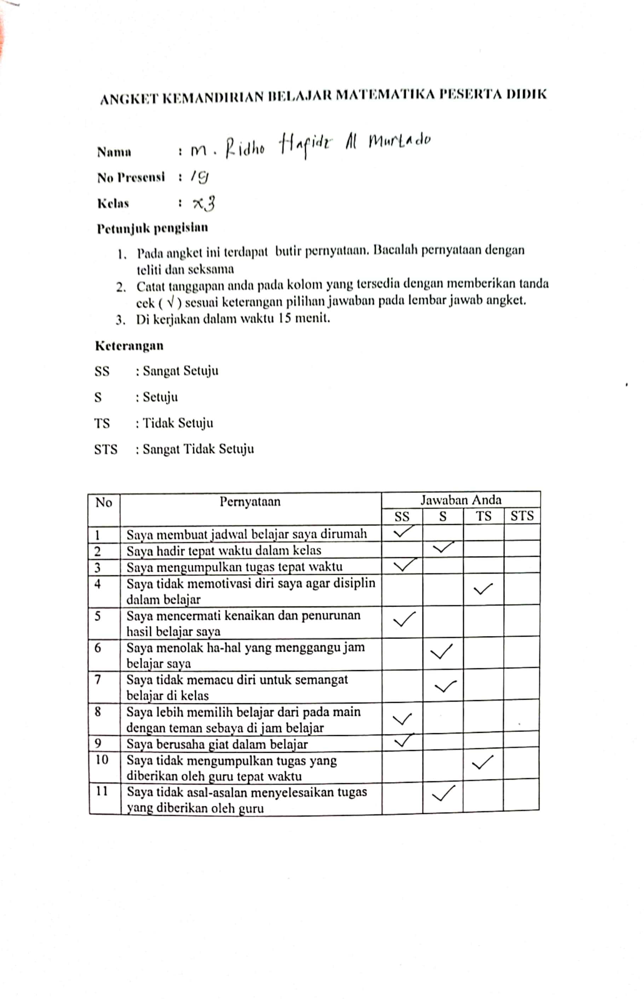 ANGKET KEMANDIRIAN BELAJAR MATEMATIKA PESERTA DIDIK
Nama : M. Ridho Hafidz Al Murtado
No Presensi : 19
Kelas : X3
Petunjuk pengisian
1. Pada angket ini terdapat butir pernyataan. Bacalah pernyataan dengan
teliti dan seksama
2. Catat tanggapan anda pada kolom yang tersedia dengan memberikan tanda
cek ( √ ) sesuai keterangan pilihan jawaban pada lembar jawab angket.
3. Di kerjakan dalam waktu 15 menit.
Keterangan
SS : Sangat Setuju
S : Setuju
TS : Tidak Setuju
STS : Sangat Tidak Setuju
No Pernyataan Jawaban Anda
SS S TS STS
1 Saya membuat jadwal belajar saya dirumah ✓
2 Saya hadir tepat waktu dalam kelas ✓
3 Saya mengumpulkan tugas tepat waktu ✓
4 Saya tidak memotivasi diri saya agar disiplin ✓
dalam belajar
5 Saya mencermati kenaikan dan penurunan ✓
hasil belajar saya
6 Saya menolak ha-hal yang menggangu jam ✓
belajar saya
7 Saya tidak memacu diri untuk semangat ✓
belajar di kelas
8 Saya lebih memilih belajar dari pada main ✓
dengan teman sebaya di jam belajar
9 Saya berusaha giat dalam belajar ✓
10 Saya tidak mengumpulkan tugas yang ✓
diberikan oleh guru tepat waktu
11 Saya tidak asal-asalan menyelesaikan tugas ✓
yang diberikan oleh guru